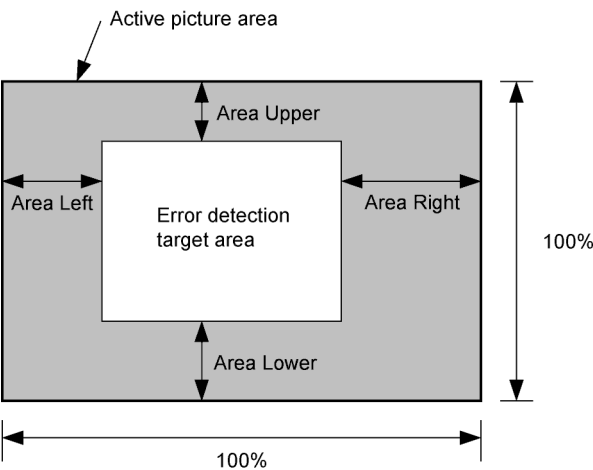 Active picture area
Area Upper
Area Left
Area Right
Error detection
target area
100%
Area Lower
100%